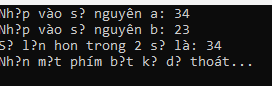 Nh?p vào s? nguyên a: 34
Nh?p vào s? nguyên b: 23
S? l?n hon trong 2 s? là: 34
Nh?n m?t phím b?t k? d? thoát...